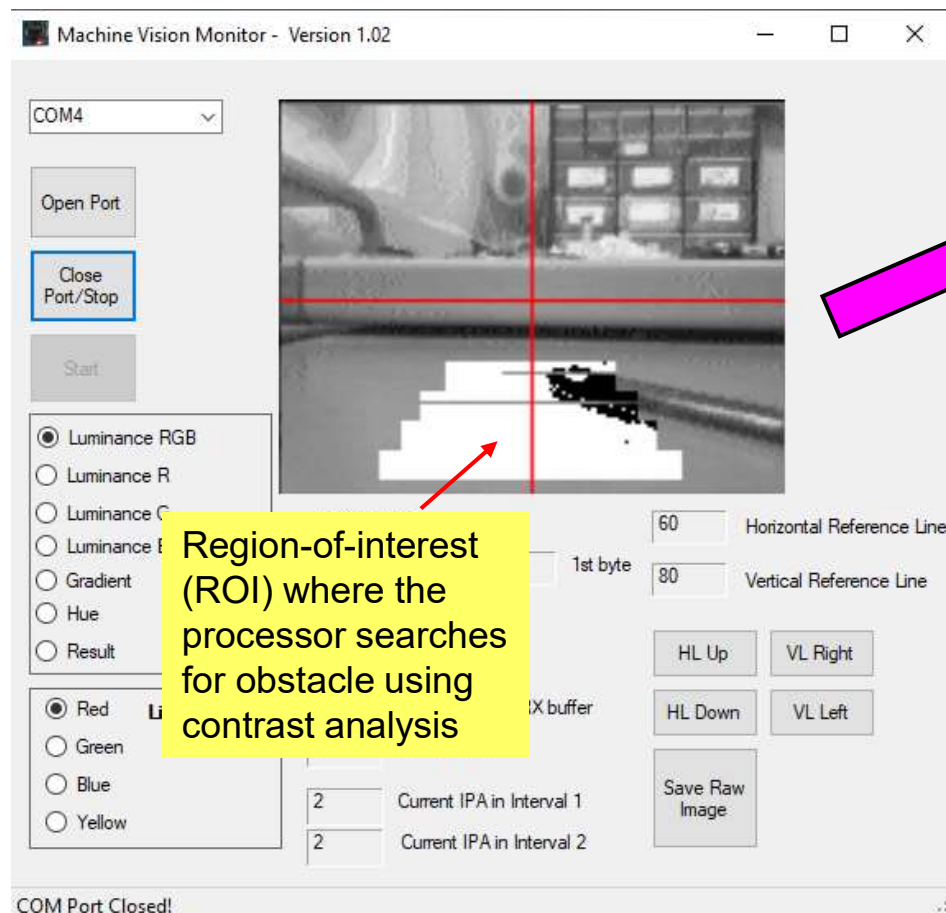 Machine Vision Monitor - Version 1.02
COM4
Open Port
Close
Port/Stop
Start
Luminance RGB
Luminance R
Luminance
Luminance
Gradient
Hue
Result
Red
Green
Blue
Yellow
Region-of-interest
(ROI) where the
processor searches
for obstacle using
contrast analysis
1st byte
buffer
2 Current IPA in Interval 1
2 Current IPA in Interval 2
60 Horizontal Reference Line
80 Vertical Reference Line
HL Up
VL Right
HL Down
VL Left
Save Raw
Image
COM Port Closed!